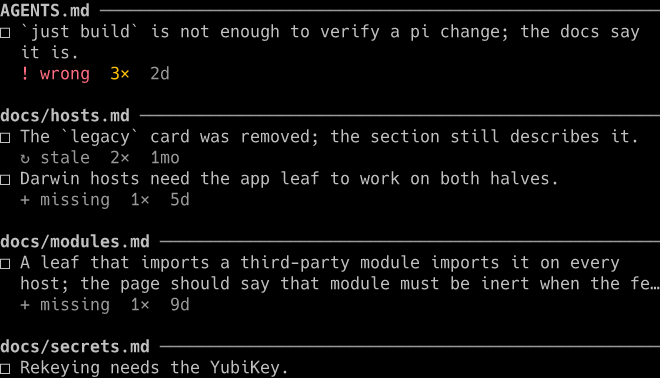 AGENTS.md
□ `just build` is not enough to verify a pi change; the docs say
it is.
! wrong 3× 2d
docs/hosts.md
□ The `legacy` card was removed; the section still describes it.
↻ stale 2× 1mo
□ Darwin hosts need the app leaf to work on both halves.
+ missing 1× 5d
docs/modules.md
□ A leaf that imports a third-party module imports it on every
host; the page should say that module must be inert when the fe…
+ missing 1× 9d
docs/secrets.md
□ Rekeying needs the YubiKey.